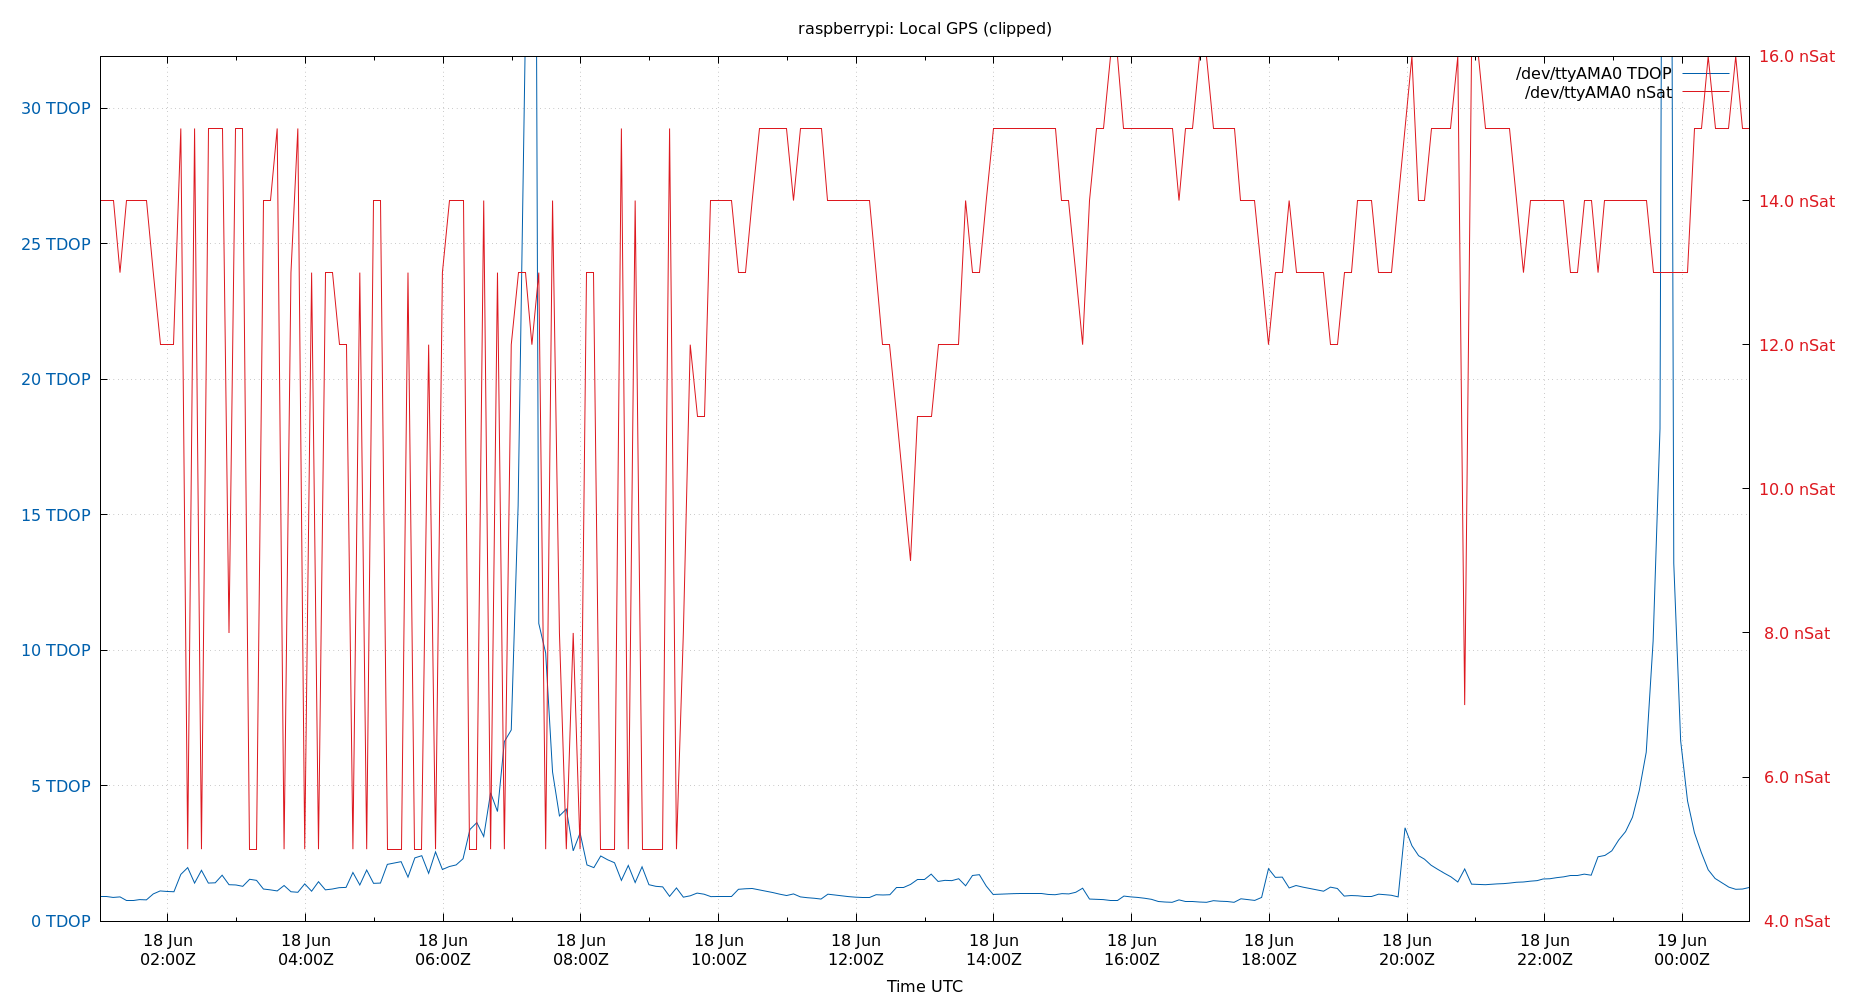 raspberrypi: Local GPS (clipped)
/dev/ttyAMA0 TDOP
/dev/ttyAMA0 nSat
30 TDOP
25 TDOP
20 TDOP
15 TDOP
10 TDOP
5 TDOP
0 TDOP
16.0 nSat
14.0 nSat
12.0 nSat
10.0 nSat
8.0 nSat
6.0 nSat
4.0 nSat
18 Jun 18 Jun 18 Jun 18 Jun 18 Jun 18 Jun 18 Jun 18 Jun 18 Jun 18 Jun 18 Jun 19 Jun
02:00Z 04:00Z 06:00Z 08:00Z 10:00Z 12:00Z 14:00Z 16:00Z 18:00Z 20:00Z 22:00Z 00:00Z
Time UTC